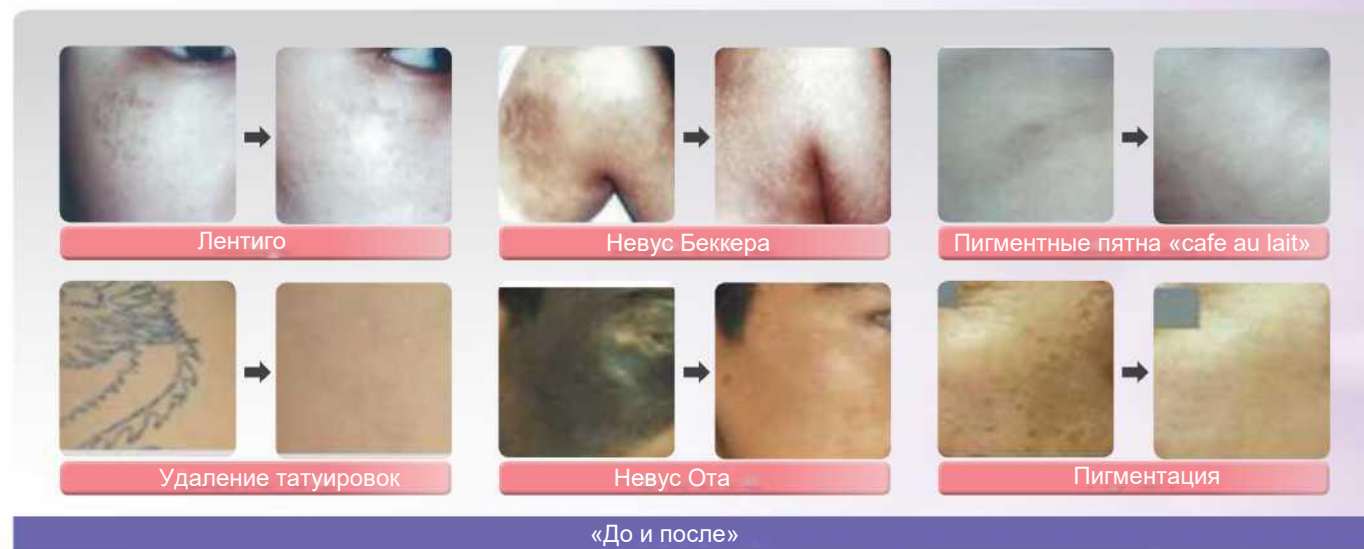 Лентиго
Невус Беккера
Пигментные пятна «cafe au lait»
Удаление татуировок
Невус Ота
Пигментация
«До и после»